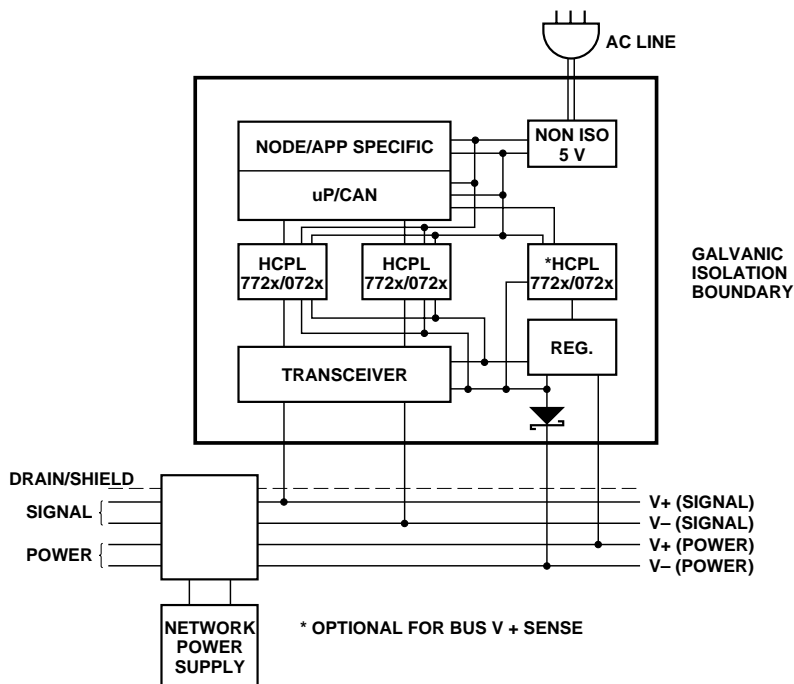 AC LINE
NON ISO
5 V
NODE/APP SPECIFIC
uP/CAN
HCPL
772x/072x
HCPL
772x/072x
*HCPL
772x/072x
GALVANIC
ISOLATION
BOUNDARY
TRANSCEIVER
REG.
DRAIN/SHIELD
SIGNAL
POWER
V+ (SIGNAL)
V– (SIGNAL)
V+ (POWER)
V– (POWER)
NETWORK
POWER
SUPPLY
* OPTIONAL FOR BUS V + SENSE